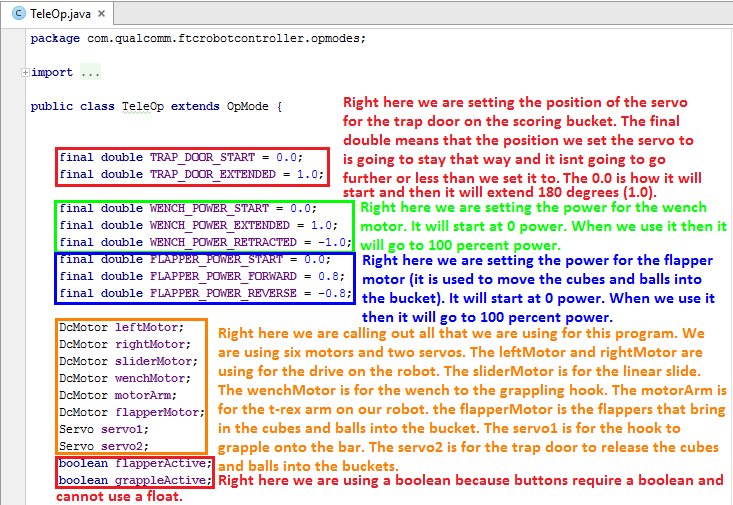 TeleOp.java ×
package com.qualcomm.ftcrobotcontroller.opmodes;
import ...
public class TeleOp extends OpMode {
Right here we are setting the position of the servo
for the trap door on the scoring bucket. The final
double means that the position we set the servo to
is going to stay that way and it isnt going to go
further or less than we set it to. The 0.0 is how it will
start and then it will extend 180 degrees (1.0).
final double TRAP_DOOR_START = 0.0;
final double TRAP_DOOR_EXTENDED = 1.0;
final double WENCH_POWER_START = 0.0;
final double WENCH_POWER_EXTENDED = 1.0;
final double WENCH_POWER_RETRACTED = -1.0;
Right here we are setting the power for the wench
motor. It will start at 0 power. When we use it then it
will go to 100 percent power.
final double FLAPPER_POWER_START = 0.0;
final double FLAPPER_POWER_FORWARD = 0.8;
final double FLAPPER_POWER_REVERSE = -0.8;
Right here we are setting the power for the flapper
motor (it is used to move the cubes and balls into
the bucket). It will start at 0 power. When we use it
then it will go to 100 percent power.
DcMotor leftMotor;
DcMotor rightMotor;
DcMotor sliderMotor;
DcMotor wenchMotor;
DcMotor motorArm;
DcMotor flapperMotor;
Servo servo1;
Servo servo2;
Right here we are calling out all that we are using for this program. We
are using six motors and two servos. The leftMotor and rightMotor are
using for the drive on the robot. The sliderMotor is for the linear slide.
The wenchMotor is for the wench to the grappling hook. The motorArm is
for the t-rex arm on our robot. the flapperMotor is the flappers that bring
in the cubes and balls into the bucket. The servo1 is for the hook to
grapple onto the bar. The servo2 is for the trap door to release the cubes
and balls into the buckets.
boolean flapperActive;
boolean grappleActive;
Right here we are using a boolean because buttons require a boolean and
cannot use a float.